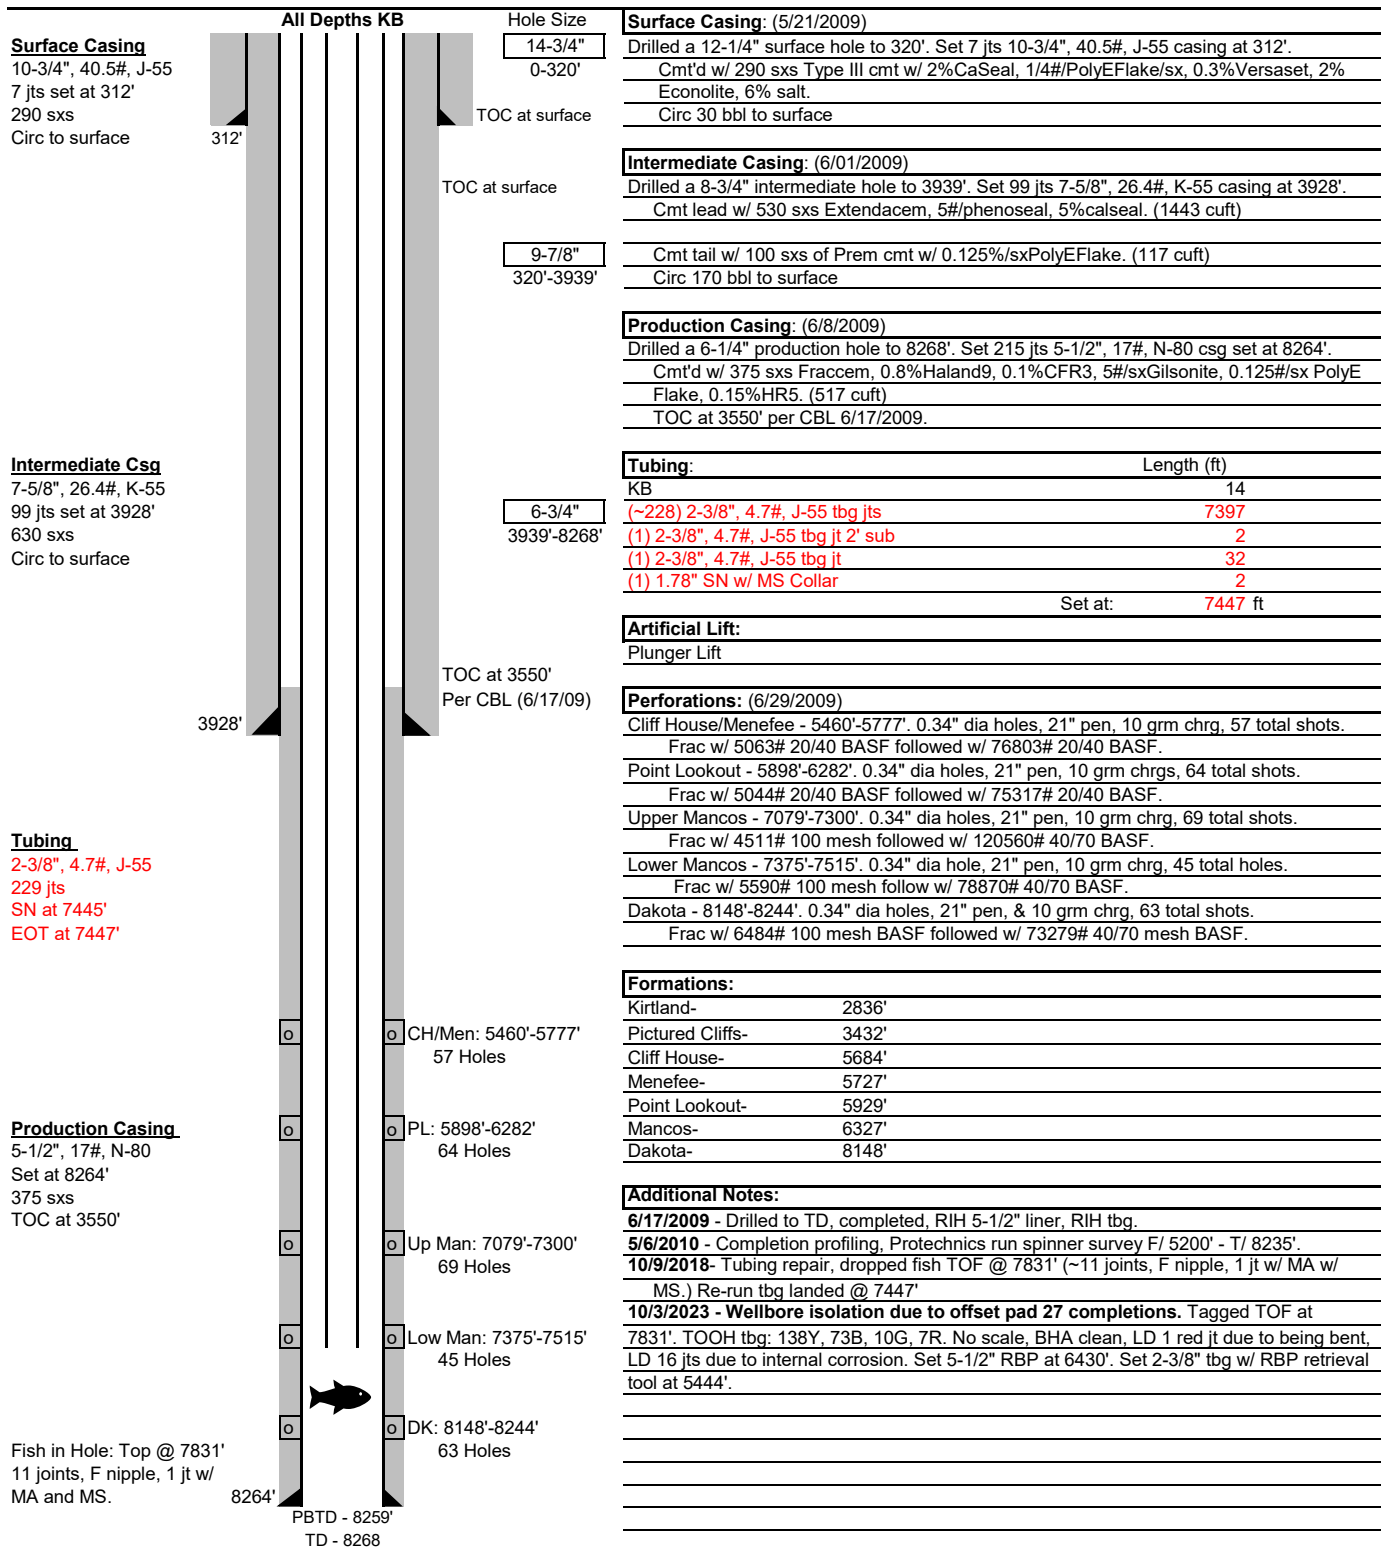 All Depths KB
Hole Size
Surface Casing
10-3/4", 40.5#, J-55
7 jts set at 312'
290 sxs
Circ to surface
312'
14-3/4"
0-320'
TOC at surface
TOC at surface
9-7/8"
320'-3939'
Intermediate Csg
7-5/8", 26.4#, K-55
99 jts set at 3928'
630 sxs
Circ to surface
6-3/4"
3939'-8268'
TOC at 3550'
Per CBL (6/17/09)
3928'
Tubing
2-3/8", 4.7#, J-55
229 jts
SN at 7445'
EOT at 7447'
o o CH/Men: 5460'-5777'
57 Holes
Production Casing
5-1/2", 17#, N-80
Set at 8264'
375 sxs
TOC at 3550'
o o PL: 5898'-6282'
64 Holes
o o Up Man: 7079'-7300'
69 Holes
o o Low Man: 7375'-7515'
45 Holes
o o DK: 8148'-8244'
63 Holes
Fish in Hole: Top @ 7831'
11 joints, F nipple, 1 jt w/
MA and MS.
8264'
PBTD - 8259'
TD - 8268
Surface Casing: (5/21/2009)
Drilled a 12-1/4" surface hole to 320'. Set 7 jts 10-3/4", 40.5#, J-55 casing at 312'.
Cmt'd w/ 290 sxs Type III cmt w/ 2%CaSeal, 1/4#/PolyEFlake/sx, 0.3%Versaset, 2%
Econolite, 6% salt.
Circ 30 bbl to surface
Intermediate Casing: (6/01/2009)
Drilled a 8-3/4" intermediate hole to 3939'. Set 99 jts 7-5/8", 26.4#, K-55 casing at 3928'.
Cmt lead w/ 530 sxs Extendacem, 5#/phenoseal, 5%calseal. (1443 cuft)
Cmt tail w/ 100 sxs of Prem cmt w/ 0.125%/sxPolyEFlake. (117 cuft)
Circ 170 bbl to surface
Production Casing: (6/8/2009)
Drilled a 6-1/4" production hole to 8268'. Set 215 jts 5-1/2", 17#, N-80 csg set at 8264'.
Cmt'd w/ 375 sxs Fraccem, 0.8%Haland9, 0.1%CFR3, 5#/sxGilsonite, 0.125#/sx PolyE
Flake, 0.15%HR5. (517 cuft)
TOC at 3550' per CBL 6/17/2009.
Tubing: Length (ft)
KB 14
(~228) 2-3/8", 4.7#, J-55 tbg jts 7397
(1) 2-3/8", 4.7#, J-55 tbg jt 2' sub 2
(1) 2-3/8", 4.7#, J-55 tbg jt 32
(1) 1.78" SN w/ MS Collar 2
Set at: 7447 ft
Artificial Lift:
Plunger Lift
Perforations: (6/29/2009)
Cliff House/Menefee - 5460'-5777'. 0.34" dia holes, 21" pen, 10 grm chrg, 57 total shots.
Frac w/ 5063# 20/40 BASF followed w/ 76803# 20/40 BASF.
Point Lookout - 5898'-6282'. 0.34" dia holes, 21" pen, 10 grm chrgs, 64 total shots.
Frac w/ 5044# 20/40 BASF followed w/ 75317# 20/40 BASF.
Upper Mancos - 7079'-7300'. 0.34" dia holes, 21" pen, 10 grm chrg, 69 total shots.
Frac w/ 4511# 100 mesh followed w/ 120560# 40/70 BASF.
Lower Mancos - 7375'-7515'. 0.34" dia hole, 21" pen, 10 grm chrg, 45 total holes.
Frac w/ 5590# 100 mesh follow w/ 78870# 40/70 BASF.
Dakota - 8148'-8244'. 0.34" dia holes, 21" pen, & 10 grm chrg, 63 total shots.
Frac w/ 6484# 100 mesh BASF followed w/ 73279# 40/70 mesh BASF.
Formations:
Kirtland- 2836'
Pictured Cliffs- 3432'
Cliff House- 5684'
Menefee- 5727'
Point Lookout- 5929'
Mancos- 6327'
Dakota- 8148'
Additional Notes:
6/17/2009 - Drilled to TD, completed, RIH 5-1/2" liner, RIH tbg.
5/6/2010 - Completion profiling, Protechnics run spinner survey F/ 5200' - T/ 8235'.
10/9/2018- Tubing repair, dropped fish TOF @ 7831' (~11 joints, F nipple, 1 jt w/ MA w/
MS.) Re-run tbg landed @ 7447'
10/3/2023 - Wellbore isolation due to offset pad 27 completions. Tagged TOF at
7831'. TOOH tbg: 138Y, 73B, 10G, 7R. No scale, BHA clean, LD 1 red jt due to being bent,
LD 16 jts due to internal corrosion. Set 5-1/2" RBP at 6430'. Set 2-3/8" tbg w/ RBP retrieval
tool at 5444'.